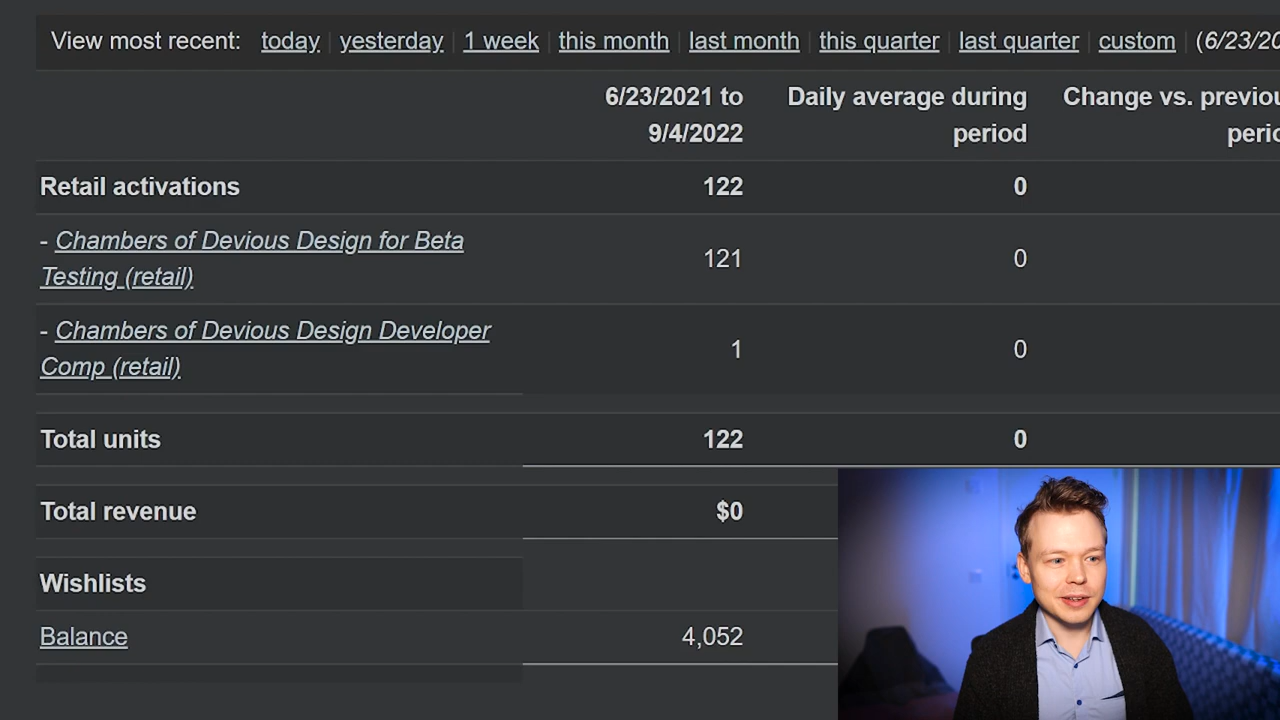 View most recent: today | yesterday | 1 week | this month | last month | this quarter | last quarter | custom | (6/23/20
6/23/2021 to Daily average during Change vs.
9/4/2022 period
Retail activations 122 0
- Chambers of Devious Design for Beta
Testing (retail) 121 0
- Chambers of Devious Design Developer
Comp (retail) 1 0
Total units 122 0
Total revenue $0
Wishlists
Balance 4,052